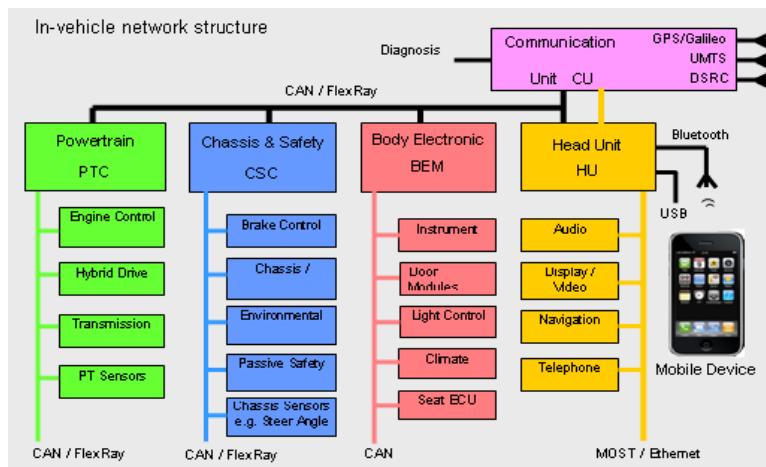 In-vehicle network structure
Diagnosis
Communication
Unit CU
GPS/Galileo
UMTS
DSRC
CAN / FlexRay
Powertrain
PTC
Chassis & Safety
CSC
Body Electronic
BEM
Head Unit
HU
Bluetooth
USB
Engine Control
Hybrid Drive
Transmission
PT Sensors
Brake Control
Chassis /
Environmental
Passive Safety
Chassis Sensors
e.g. Steer Angle
Instrument
Door
Modules
Light Control
Climate
Seat ECU
Audio
Display /
Video
Navigation
Telephone
Mobile Device
CAN / FlexRay
CAN / FlexRay
CAN
MOST / Ethernet